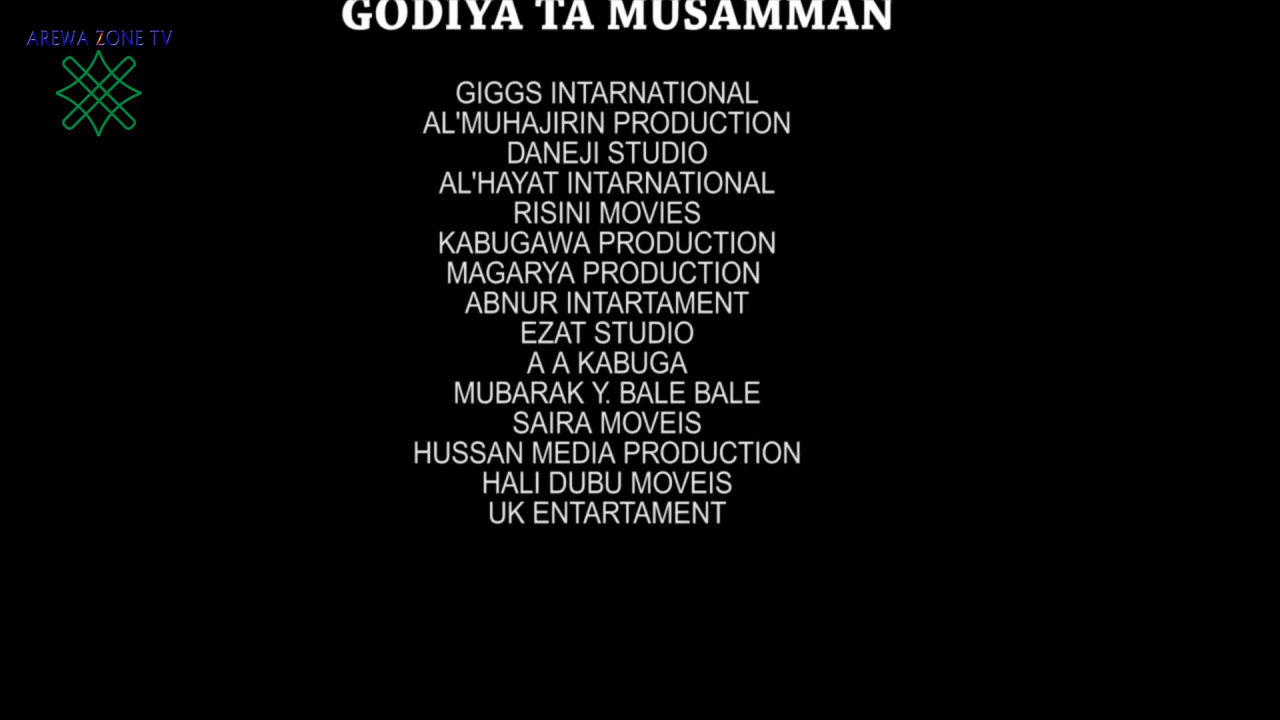 GODIYA TA MUSAMMAN
AREWA ZONE TV
GIGGS INTARNATIONAL
AL'MUHAJIRIN PRODUCTION
DANEJI STUDIO
AL'HAYAT INTARNATIONAL
RISINI MOVIES
KABUGAWA PRODUCTION
MAGARYA PRODUCTION
ABNUR INTARTAMENT
EZAT STUDIO
A A KABUGA
MUBARAK Y. BALE BALE
SAIRA MOVEIS
HUSSAN MEDIA PRODUCTION
HALI DUBU MOVEIS
UK ENTARTAMENT